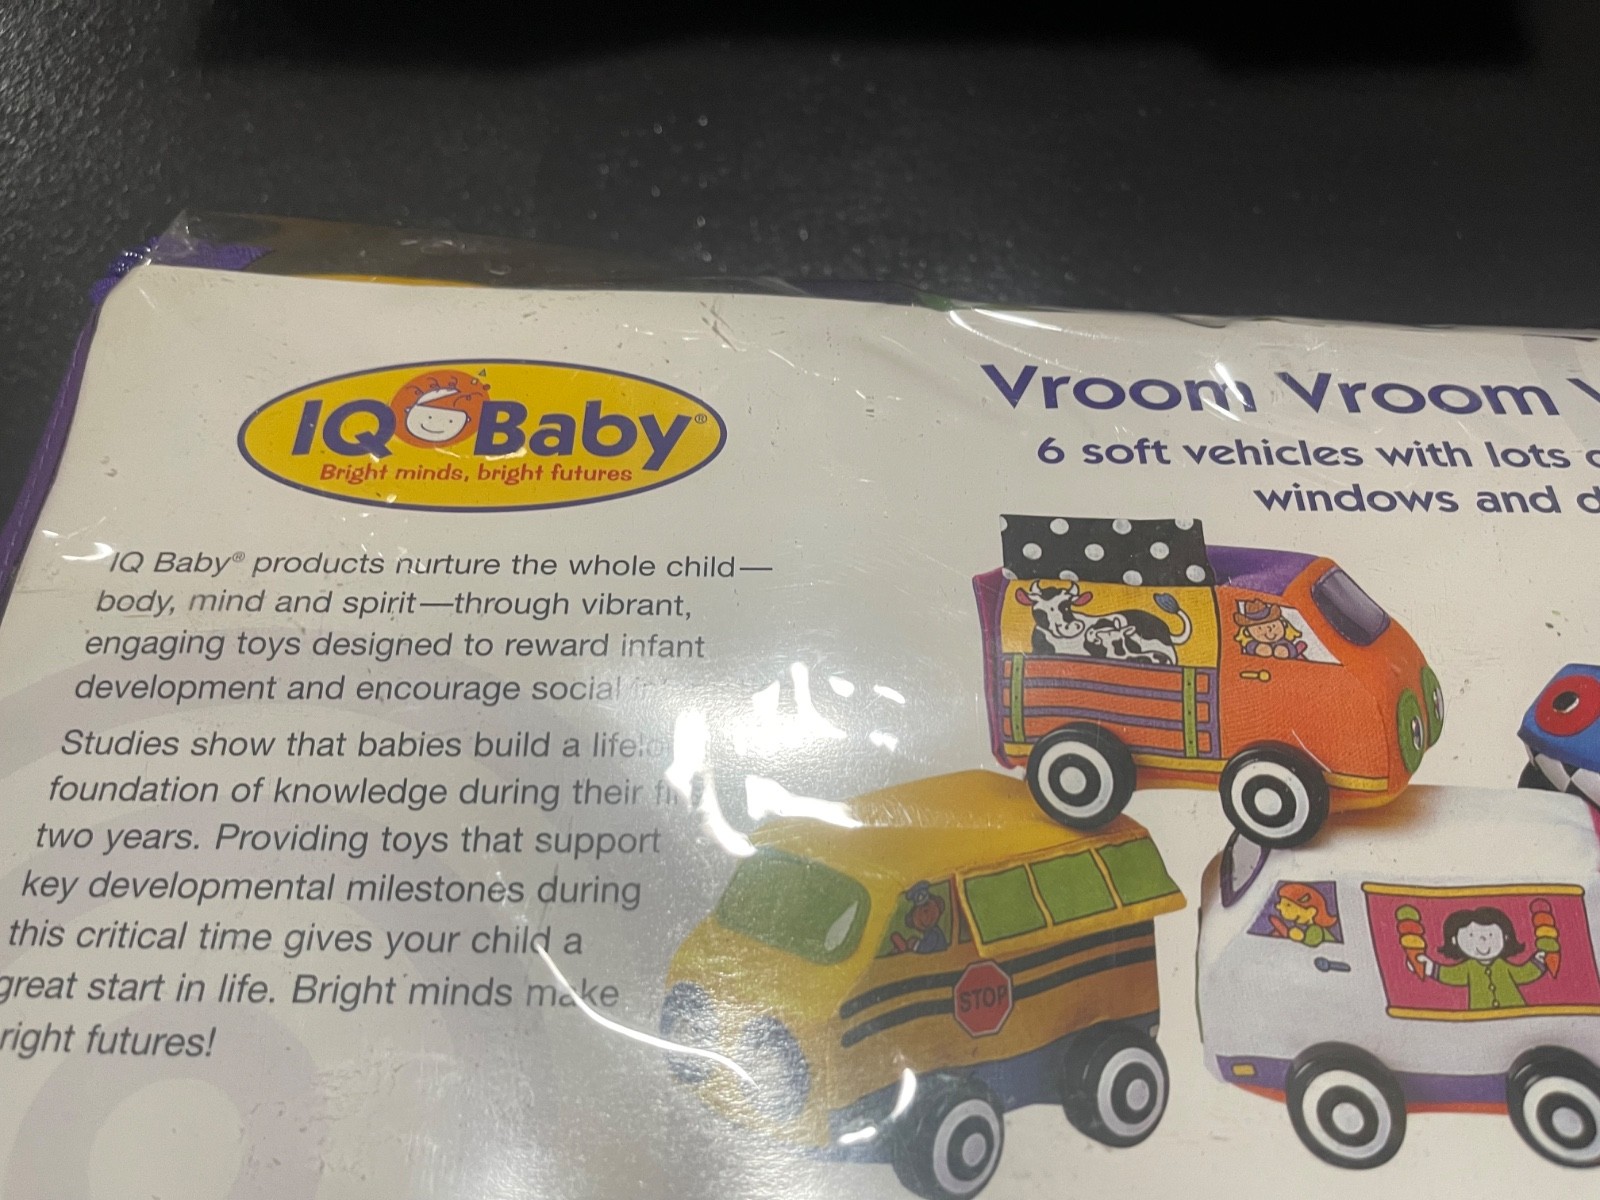 IQ Baby®
Bright minds, bright futures
IQ Baby® products nurture the whole child—
body, mind and spirit—through vibrant,
engaging toys designed to reward infant
development and encourage social
Studies show that babies build a
foundation of knowledge during their
two years. Providing toys that support
key developmental milestones during
this critical time gives your child a
great start in life. Bright minds make
right futures!
Vroom Vroom V
6 soft vehicles with lots
windows and d
STOP